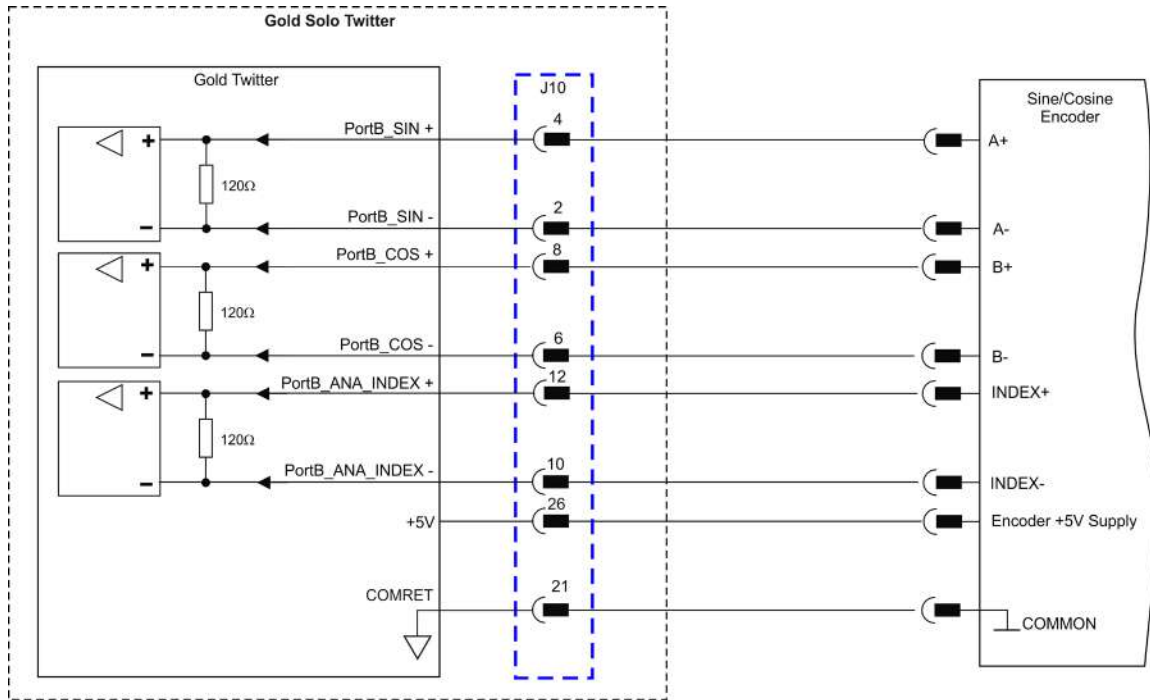 Gold Solo Twitter
Gold Twitter
J10
Sine/Cosine
Encoder
PortB_SIN +
4
A+
+
120Ω
PortB_SIN -
2
A-
-
PortB_COS +
8
B+
+
120Ω
PortB_COS -
6
B-
-
PortB_ANA_INDEX +
12
INDEX+
+
120Ω
PortB_ANA_INDEX -
10
INDEX-
-
+5V
26
Encoder +5V Supply
COMRET
21
COMMON